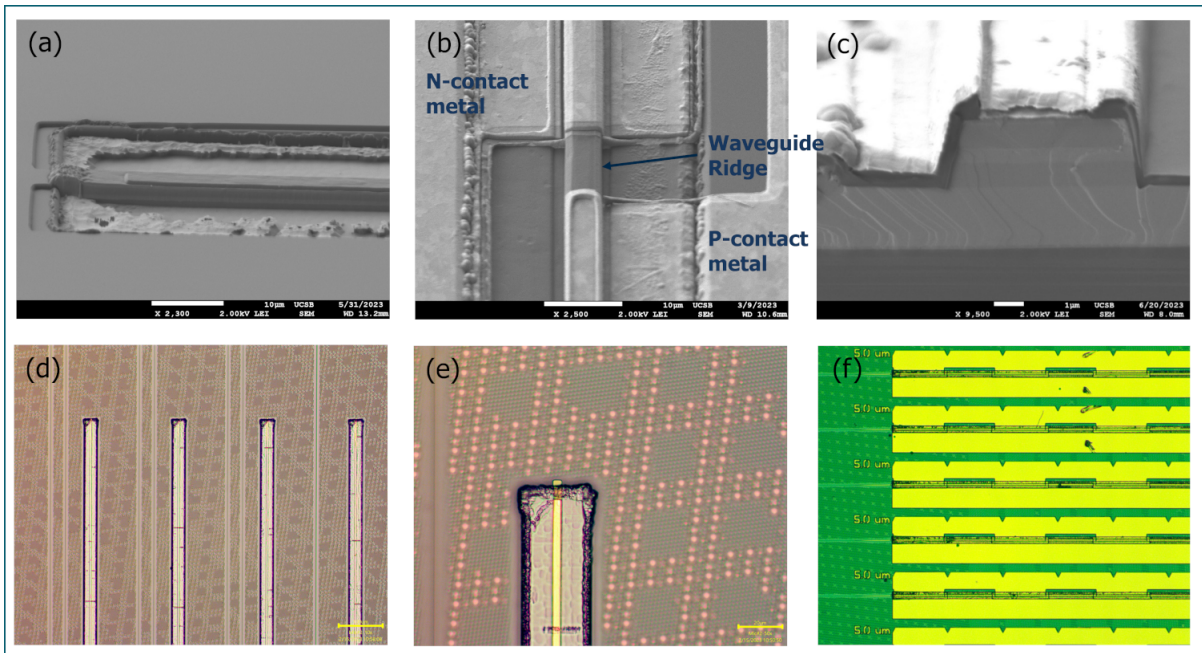 (a)
10µm UCSB 5/31/2023
X 2,300 2.00kV LEI SEM WD 13.2mm
(b)
N-contact
metal
Waveguide
Ridge
P-contact
metal
10µm UCSB 3/9/2023
X 2,500 2.00kV LEI SEM WD 10.6mm
(c)
1µm UCSB 6/20/2023
X 9,500 2.00kV LEI SEM WD 8.0mm
(d)
(e)
(f)
5.0 um
5.0 um
5.0 um
5.0 um
5.0 um